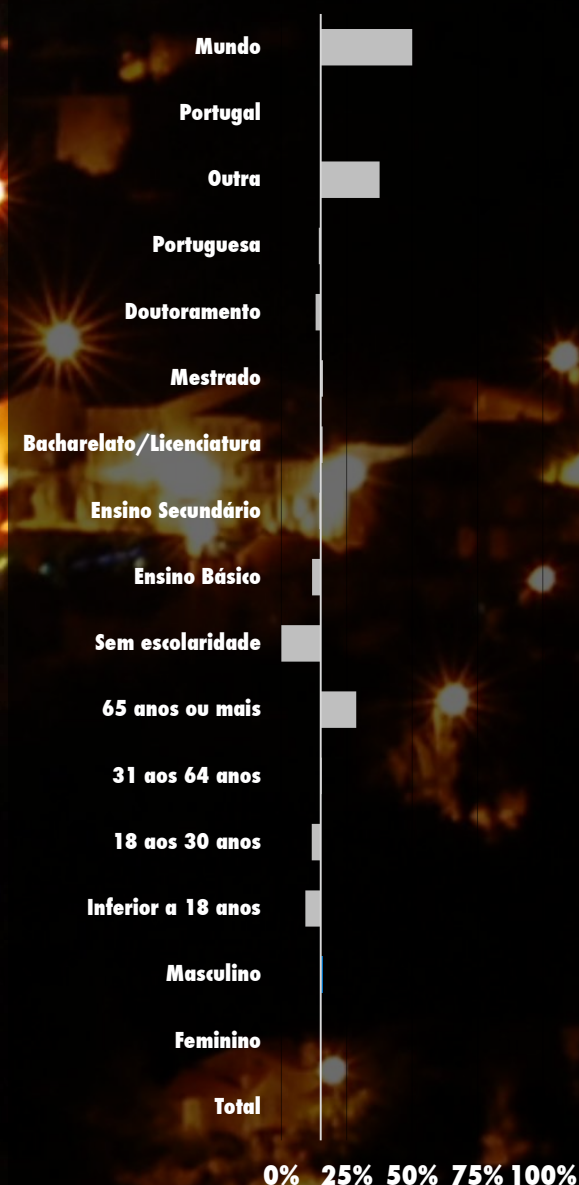 Mundo
Portugal
Outra
Portuguesa
Doutoramento
Mestrado
Bacharelato/Licenciatura
Ensino Secundário
Ensino Básico
Sem escolaridade
65 anos ou mais
31 aos 64 anos
18 aos 30 anos
Inferior a 18 anos
Masculino
Feminino
Total
0% 25% 50% 75% 100%